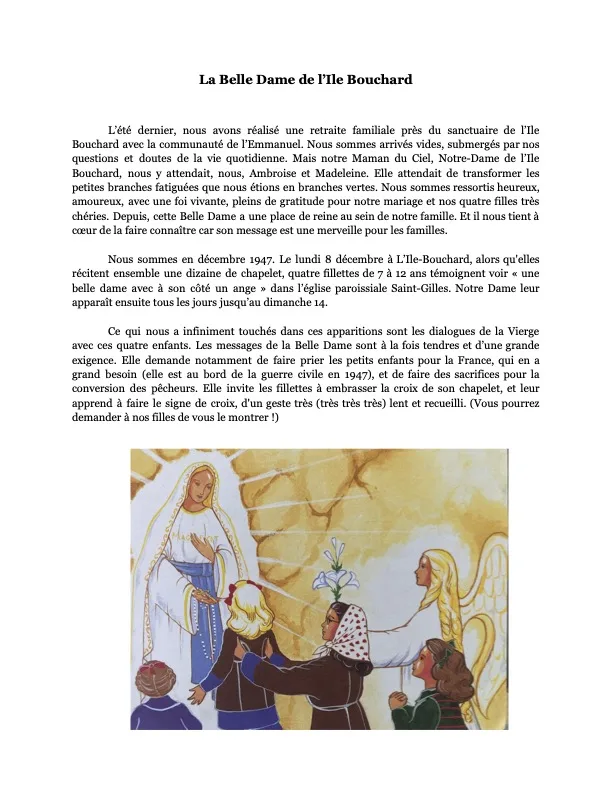 La Belle Dame de l’Ile Bouchard
L’été dernier, nous avons réalisé une retraite familiale près du sanctuaire de l’Ile
Bouchard avec la communauté de l’Emmanuel. Nous sommes arrivés vides, submergés par nos
questions et doutes de la vie quotidienne. Mais notre Maman du Ciel, Notre-Dame de l’Ile
Bouchard, nous y attendait, nous, Ambroise et Madeleine. Elle attendait de transformer les
petites branches fatiguées que nous étions en branches vertes. Nous sommes ressortis heureux,
amoureux, avec une foi vivante, pleins de gratitude pour notre mariage et nos quatre filles très
chéries. Depuis, cette Belle Dame a une place de reine au sein de notre famille. Et il nous tient à
cœur de la faire connaître car son message est une merveille pour les familles.
Nous sommes en décembre 1947. Le lundi 8 décembre à L’Ile-Bouchard, alors qu'elles
récitent ensemble une dizaine de chapelet, quatre fillettes de 7 à 12 ans témoignent voir « une
belle dame avec à son côté un ange » dans l’église paroissiale Saint-Gilles. Notre Dame leur
apparaît ensuite tous les jours jusqu’au dimanche 14.
Ce qui nous a infiniment touchés dans ces apparitions sont les dialogues de la Vierge
avec ces quatre enfants. Les messages de la Belle Dame sont à la fois tendres et d’une grande
exigence. Elle demande notamment de faire prier les petits enfants pour la France, qui en a
grand besoin (elle est au bord de la guerre civile en 1947), et de faire des sacrifices pour la
conversion des pêcheurs. Elle invite les fillettes à embrasser la croix de son chapelet, et leur
apprend à faire le signe de croix, d'un geste très (très très très) lent et recueilli. (Vous pourrez
demander à nos filles de vous le montrer !)